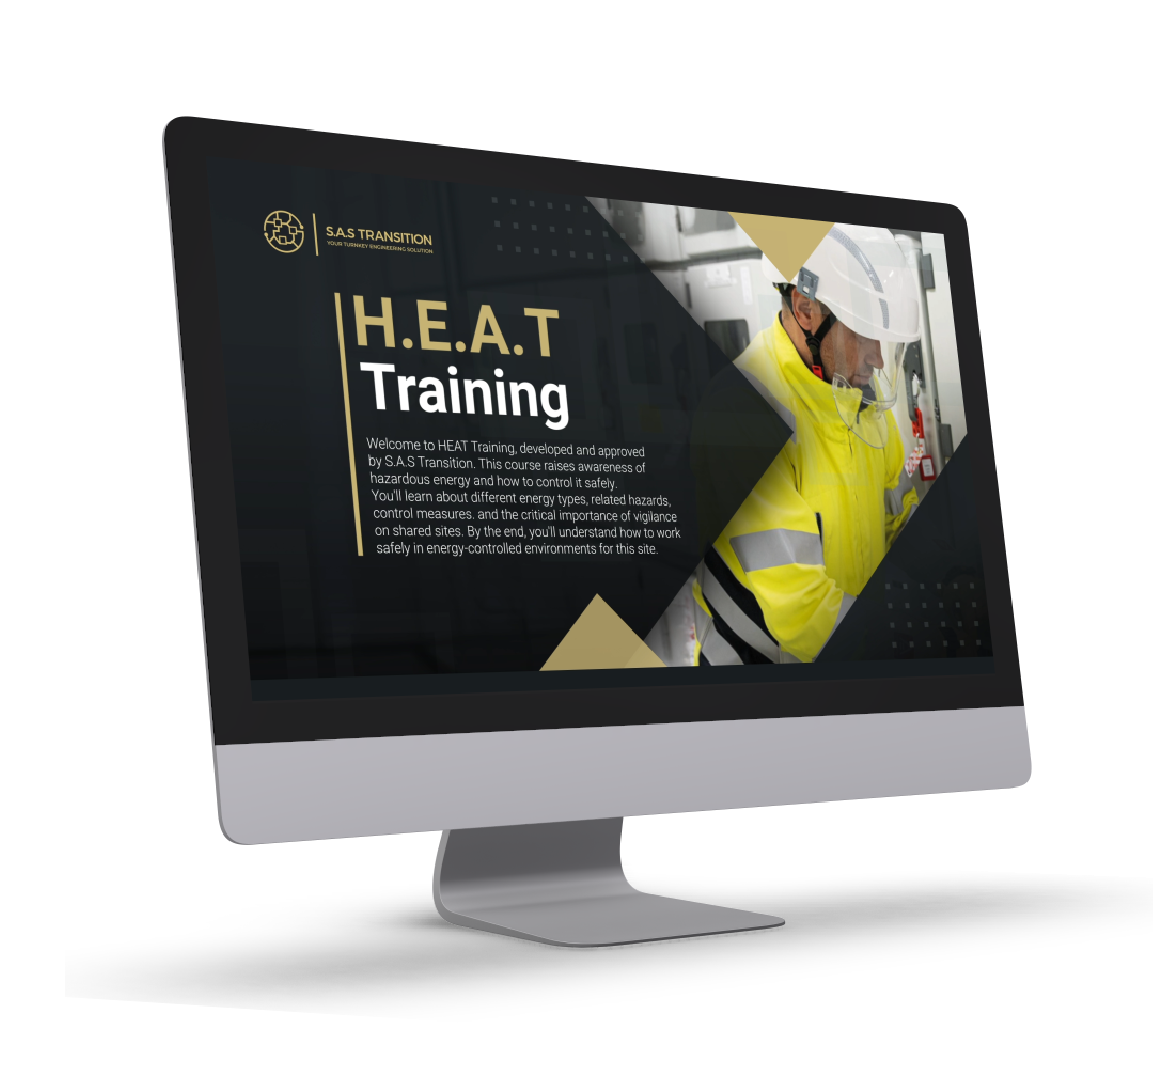 S.A.S TRANSITION
YOUR TURNKEY ENGINEERING SOLUTION
H.E.A.T
Training
Welcome to HEAT Training, developed and approved
by S.A.S Transition. This course raises awareness of
hazardous energy and how to control it safely.
You'll learn about different energy types, related hazards,
control measures. and the critical importance of vigilance
on shared sites. By the end, you'll understand how to work
safely in energy-controlled environments for this site.